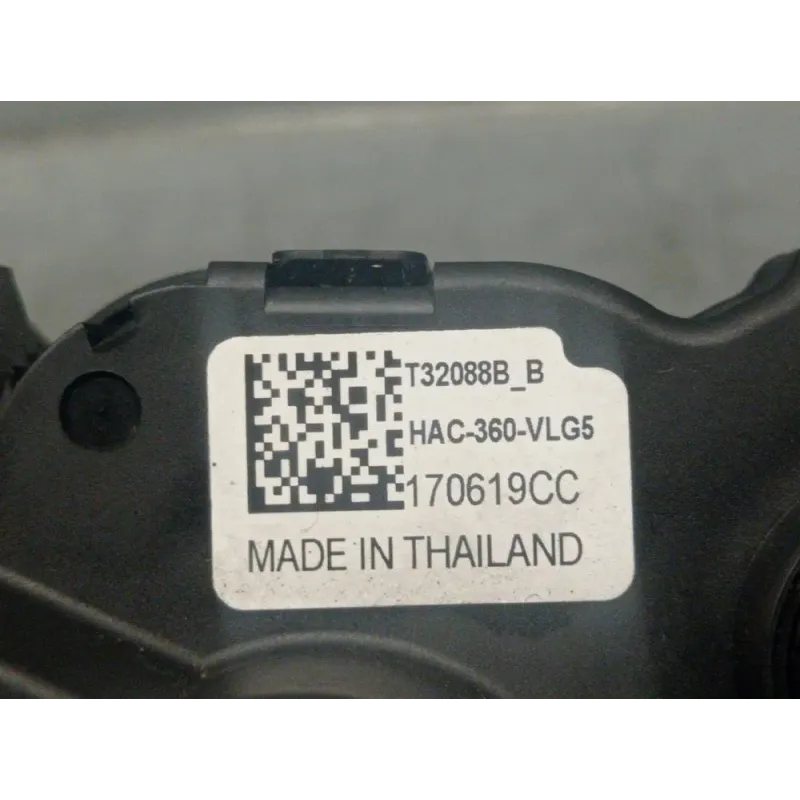 T32088B_B
HAC-360-VLG5
170619CC
MADE IN THAILAND